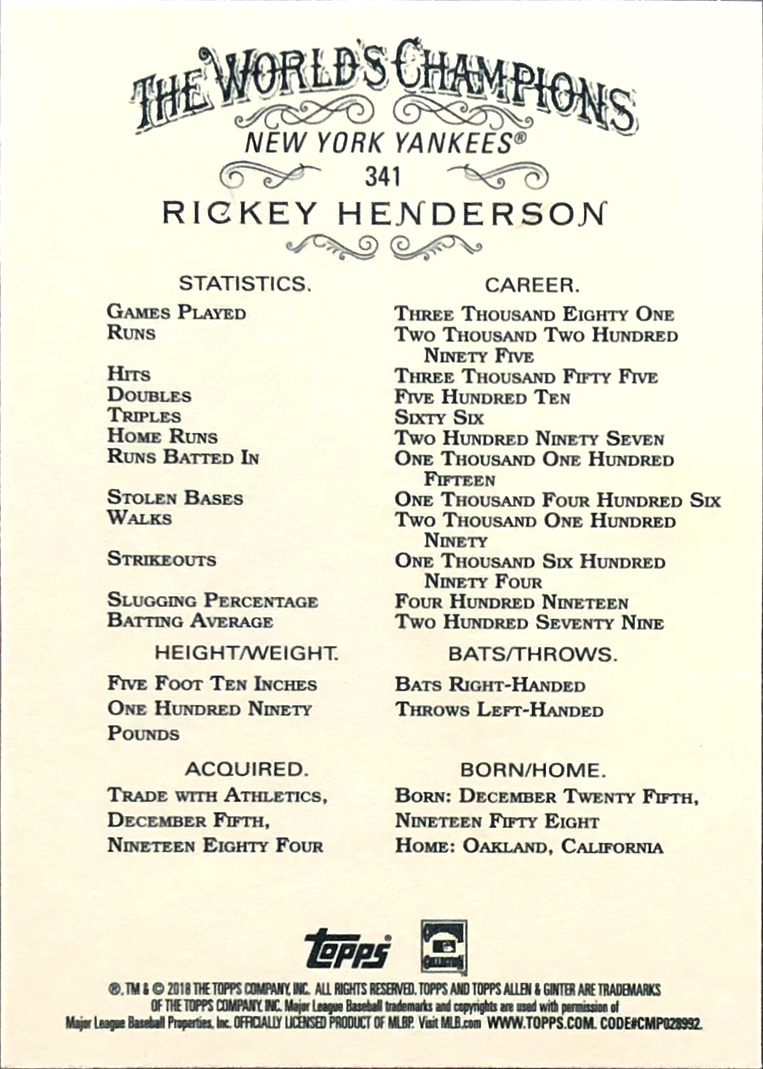 THE WORLD'S CHAMPIONS
NEW YORK YANKEES®
341
RICKEY HENDERSON
STATISTICS. CAREER.
GAMES PLAYED THREE THOUSAND EIGHTY ONE
RUNS TWO THOUSAND TWO HUNDRED
NINETY FIVE
HITS THREE THOUSAND FIFTY FIVE
DOUBLES FIVE HUNDRED TEN
TRIPLES SIXTY SIX
HOME RUNS TWO HUNDRED NINETY SEVEN
RUNS BATTED IN ONE THOUSAND ONE HUNDRED
FIFTEEN
STOLEN BASES ONE THOUSAND FOUR HUNDRED SIX
WALKS TWO THOUSAND ONE HUNDRED
NINETY
STRIKEOUTS ONE THOUSAND SIX HUNDRED
NINETY FOUR
SLUGGING PERCENTAGE FOUR HUNDRED NINETEEN
BATTING AVERAGE TWO HUNDRED SEVENTY NINE
HEIGHT/WEIGHT. BATS/THROWS.
FIVE FOOT TEN INCHES BATS RIGHT-HANDED
ONE HUNDRED NINETY THROWS LEFT-HANDED
POUNDS
ACQUIRED. BORN/HOME.
TRADE WITH ATHLETICS, BORN: DECEMBER TWENTY FIFTH,
DECEMBER FIFTH, NINETEEN FIFTY EIGHT
NINETEEN EIGHTY FOUR HOME: OAKLAND, CALIFORNIA
topps®
®, TM & © 2018 THE TOPPS COMPANY, INC. ALL RIGHTS RESERVED. TOPPS AND TOPPS ALLEN & GINTER ARE TRADEMARKS
OF THE TOPPS COMPANY, INC. Major League Baseball trademarks and copyrights are used with permission of
Major League Baseball Properties, Inc. OFFICIALLY LICENSED PRODUCT OF MLBP. Visit MLB.com WWW.TOPPS.COM. CODE#CMP028992.